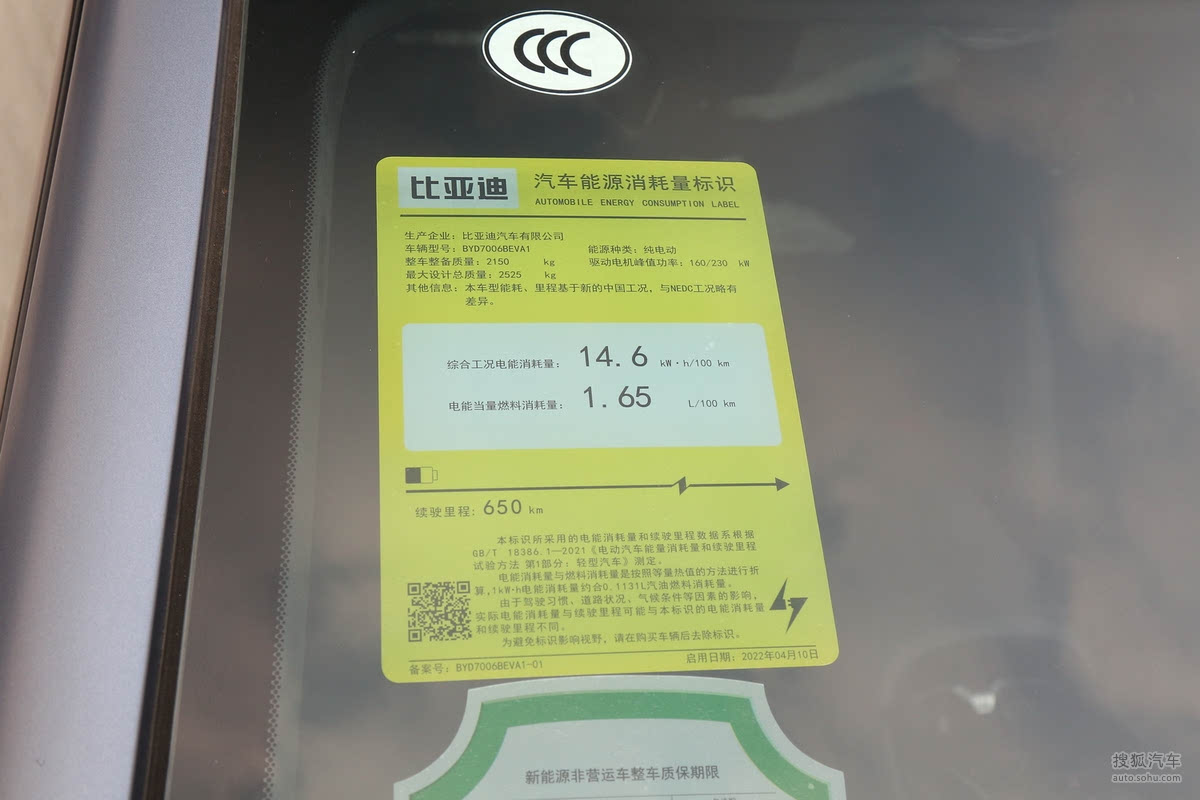 CCC
比亚迪 汽车能源消耗量标识
AUTOMOBILE ENERGY CONSUMPTION LABEL
生产企业：比亚迪汽车有限公司
车辆型号：BYD7006BEVA1 能源种类：纯电动
整车整备质量：2150 kg 驱动电机峰值功率：160/230 kW
最大设计总质量：2525 kg
其他信息：本车型能耗、里程基于新的中国工况，与NEDC工况略有
差异。
综合工况电能消耗量：14.6 kW·h/100 km
电能当量燃料消耗量：1.65 L/100 km
续驶里程：650 km
本标识所采用的电能消耗量和续驶里程数据系根据
GB/T 18386.1—2021《电动汽车能量消耗量和续驶里程
试验方法 第1部分：轻型汽车》测定。
电能消耗量与燃料消耗量是按照等量热值的方法进行折
算，1kW·h电能消耗量约合0.1131L汽油燃料消耗量。
由于驾驶习惯、道路状况、气候条件等因素的影响，
实际电能消耗量与续驶里程可能与本标识的电能消耗量
和续驶里程不同。
为避免标识影响视野，请在购买车辆后去除标识。
备案号：BYD7006BEVA1-01 启用日期：2022年04月10日
新能源非营运车整车质保期限
搜狐汽车
auto.sohu.com